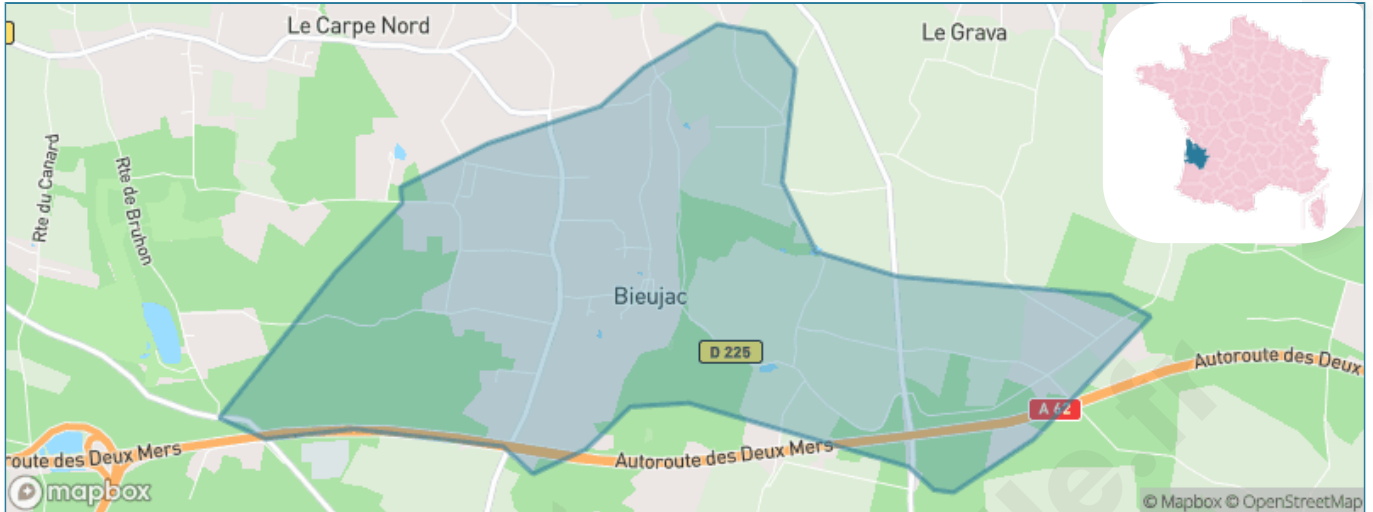 Le Carpe Nord
Le Grava
Rte du Canard
Rte de Bruhon
Bieujac
D 225
Autoroute des Deux
A 62
route des Deux Mers
Autoroute des Deux Mers
mapbox
© Mapbox © OpenStreetMap